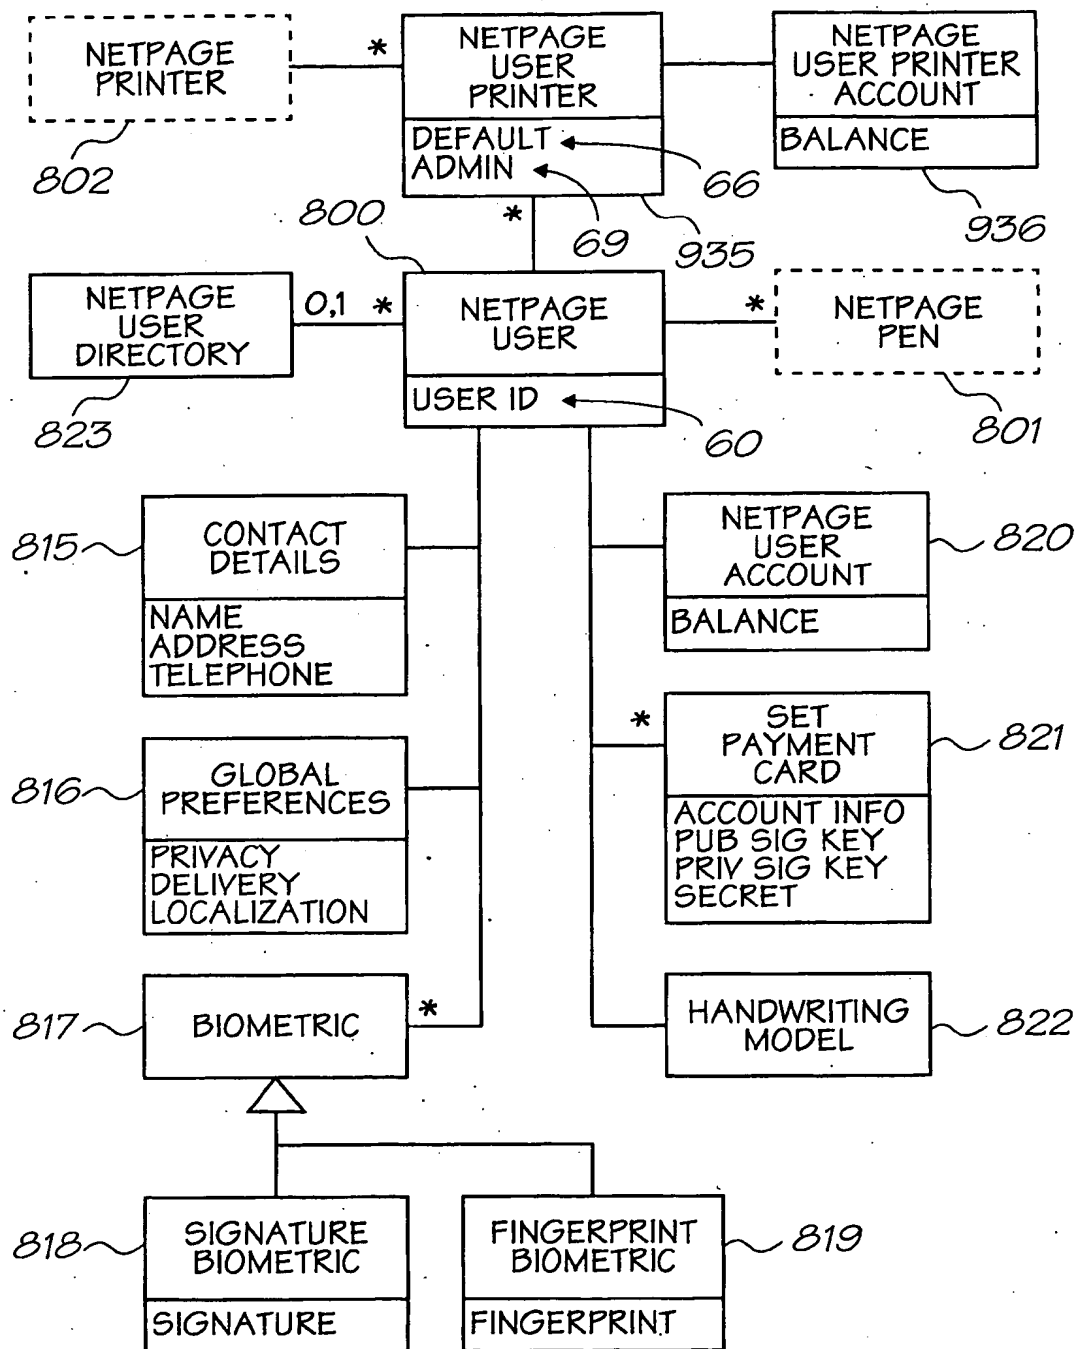 NETPAGE
PRINTER
802
*
NETPAGE
USER
PRINTER
DEFAULT
ADMIN
66
69
935
NETPAGE
USER PRINTER
ACCOUNT
BALANCE
936
*
800
NETPAGE
USER
DIRECTORY
823
0,1 *
NETPAGE
USER
USER ID
60
*
NETPAGE
PEN
801
815
CONTACT
DETAILS
NAME
ADDRESS
TELEPHONE
NETPAGE
USER
ACCOUNT
BALANCE
820
816
GLOBAL
PREFERENCES
PRIVACY
DELIVERY
LOCALIZATION
*
SET
PAYMENT
CARD
ACCOUNT INFO
PUB SIG KEY
PRIV SIG KEY
SECRET
821
817
BIOMETRIC
*
HANDWRITING
MODEL
822
818
SIGNATURE
BIOMETRIC
SIGNATURE
FINGERPRINT
BIOMETRIC
FINGERPRINT
819